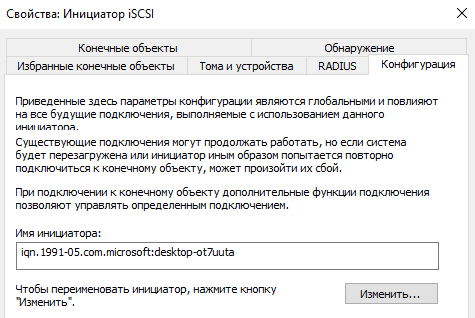 Свойства: Инициатор iSCSI
Конечные объекты
Обнаружение
Избранные конечные объекты
Тома и устройства
RADIUS
Конфигурация
Приведенные здесь параметры конфигурации являются глобальными и повлияют
на все будущие подключения, выполняемые с использованием данного
инициатора.
Существующие подключения могут продолжать работать, но если система
будет перезагружена или инициатор иным образом попытается повторно
подключиться к конечному объекту, может произойти их сбой.
При подключении к конечному объекту дополнительные функции подключения
позволяют управлять определенным подключением.
Имя инициатора:
iqn.1991-05.com.microsoft:desktop-ot7uuta
Чтобы переименовать инициатор, нажмите кнопку
"Изменить".
Изменить...